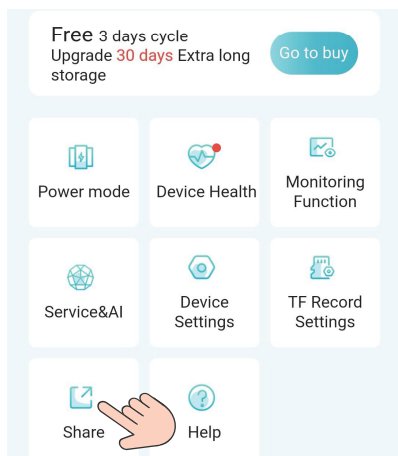 Free 3 days cycle
Upgrade 30 days Extra long
storage
Go to buy
Power mode
Device Health
Monitoring
Function
Service&AI
Device
Settings
TF Record
Settings
Share
Help